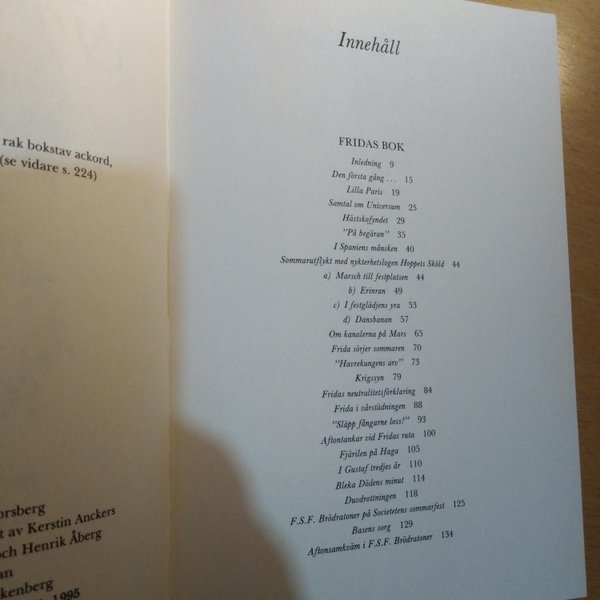 rak bokstav ackord,
(se vidare s. 224)
orsberg
t av Kerstin Anckers
och Henrik Åberg
an
kenberg
1995
Innehåll
FRIDAS BOK
Inledning 9
Den första gång . . . 15
Lilla Paris 19
Samtal om Universum 25
Hästskofyndet 29
"På begäran" 35
I Spaniens månsken 40
Sommarutflykt med nykterhetslogen Hoppets Sköld 44
a) Marsch till festplatsen 44
b) Erinran 49
c) I festglädjens yra 53
d) Dansbanan 57
Om kanalerna på Mars 65
Frida sörjer sommaren 70
"Havrekungens arv" 73
Krigssyn 79
Fridas neutralitetsförklaring 84
Frida i vårstädningen 88
"Släpp fångarne loss!" 93
Aftontankar vid Fridas ruta 100
Fjärilen på Haga 105
I Gustaf tredjes år 110
Bleka Dödens minut 114
Duvdrottningen 118
F.S.F. Brödratoner på Societetens sommarfest 125
Basens sorg 129
Aftonsamkväm i F.S.F. Brödratoner 134